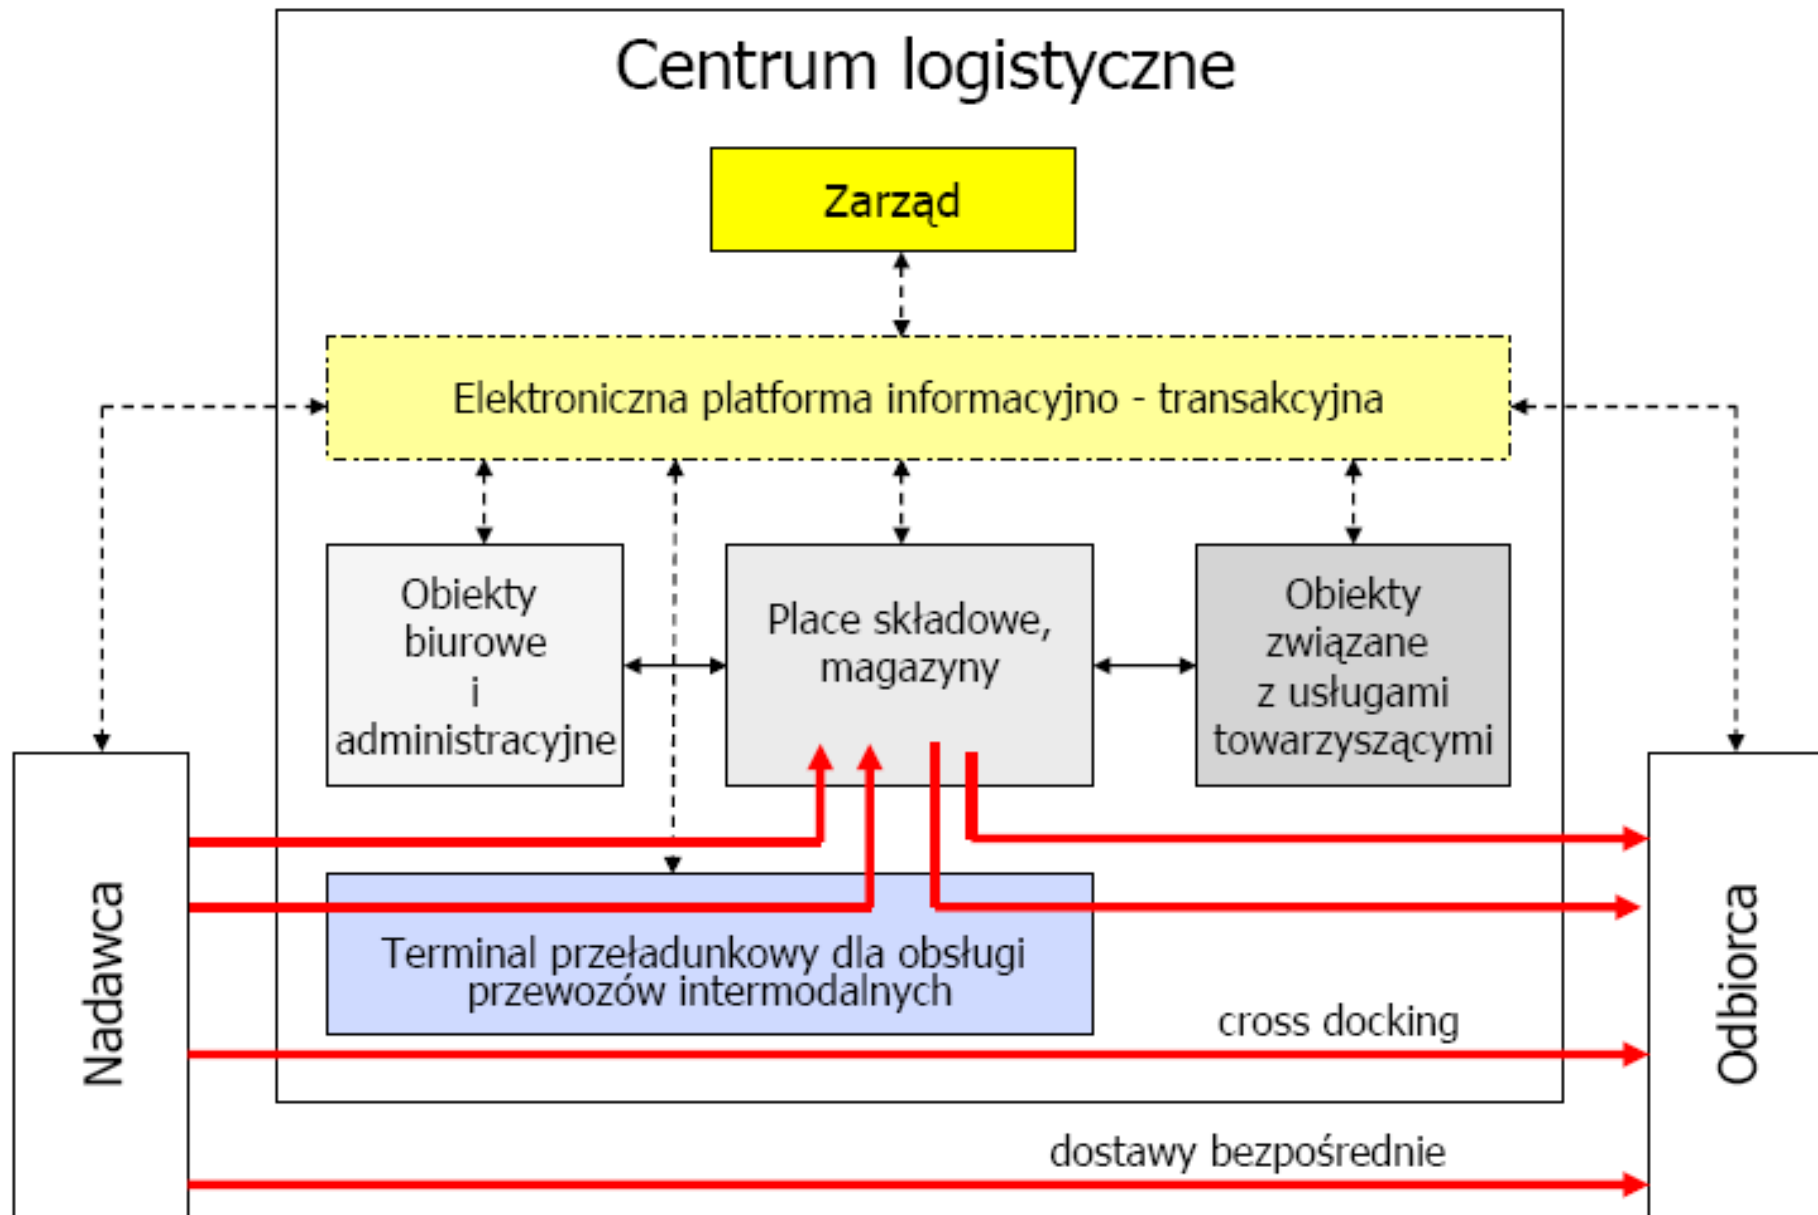 Centrum logistyczne
Zarząd
Elektroniczna platforma informacyjno - transakcyjna
Obiekty
biurowe
i
administracyjne
Place składowe,
magazyny
Obiekty
związane
z usługami
towarzyszącymi
Nadawca
Terminal przeładunkowy dla obsługi
przewozów intermodalnych
Odbiorca
cross docking
dostawy bezpośrednie